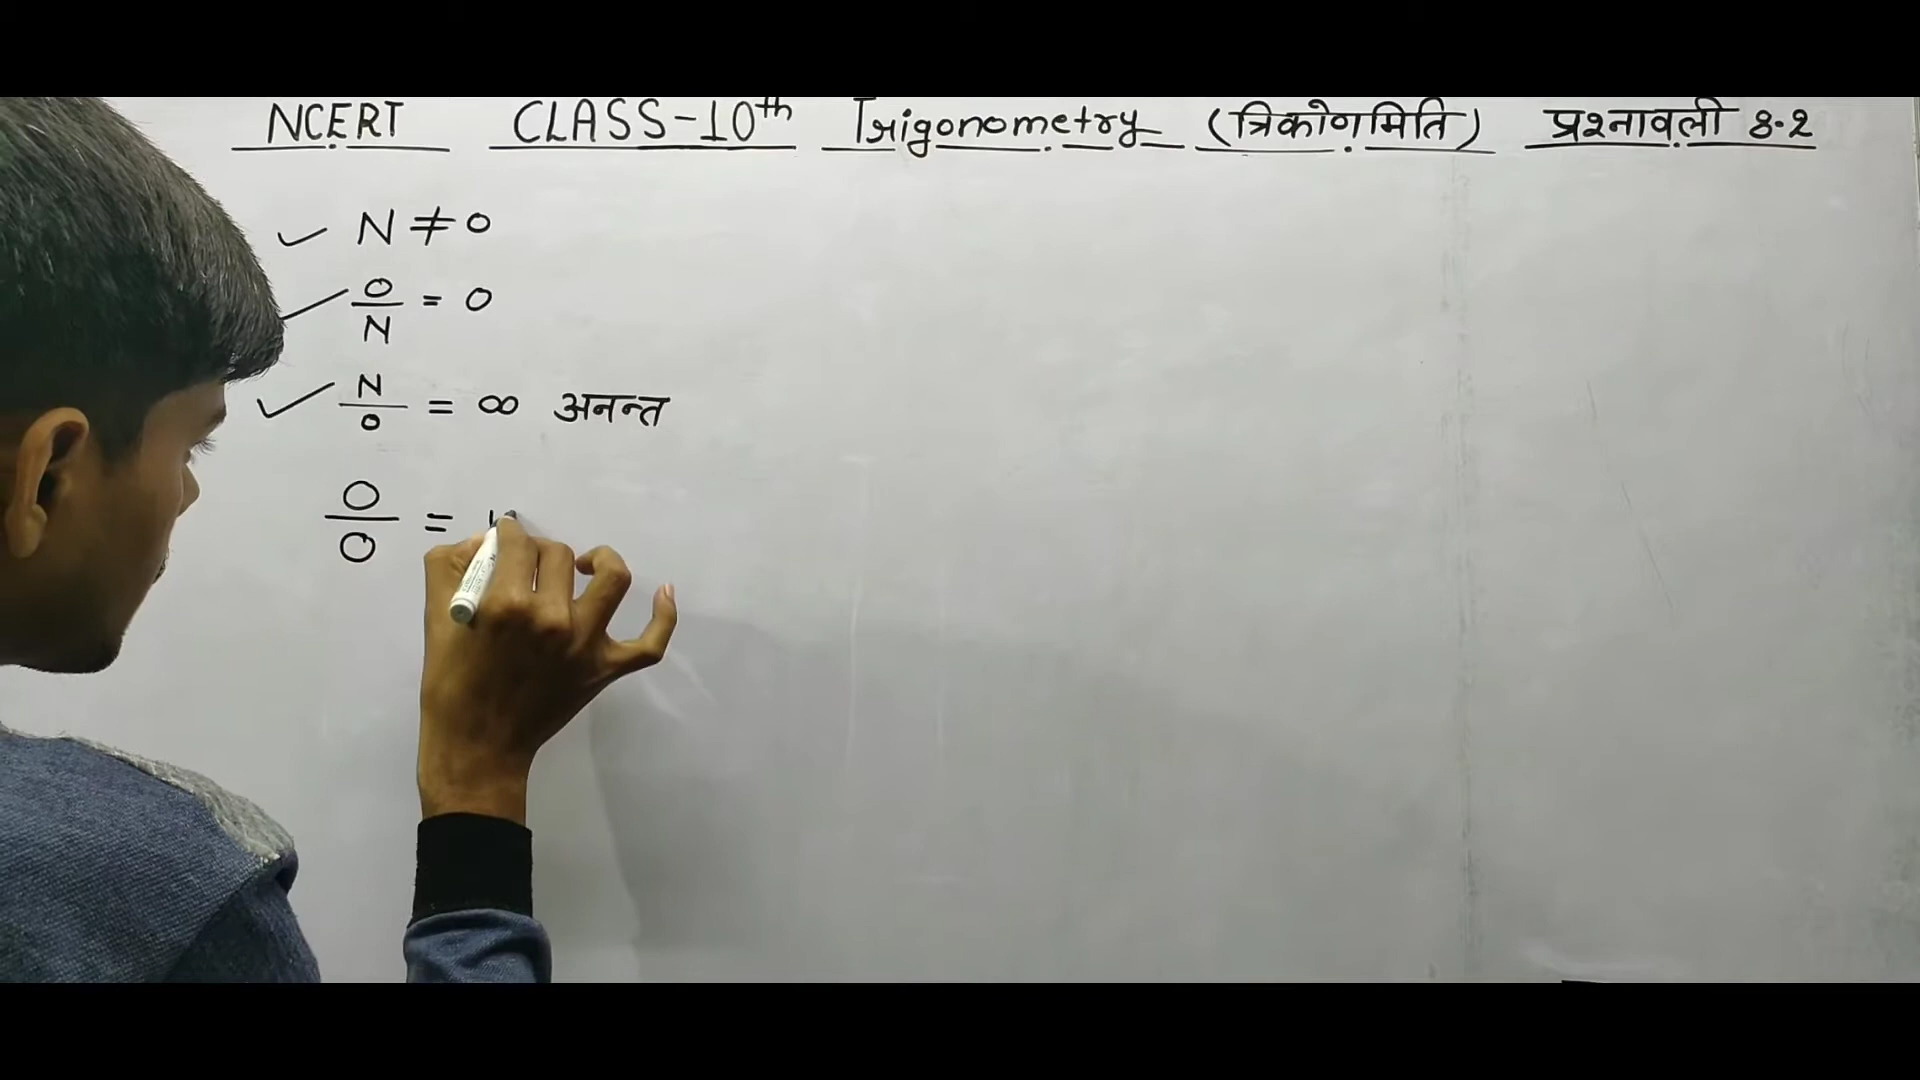 NCERT CLASS-10th Trigonometry (त्रिकोणमिति) प्रश्नावली 8.2
N ≠ 0
0/N = 0
N/0 = ∞ अनन्त
0/0 =